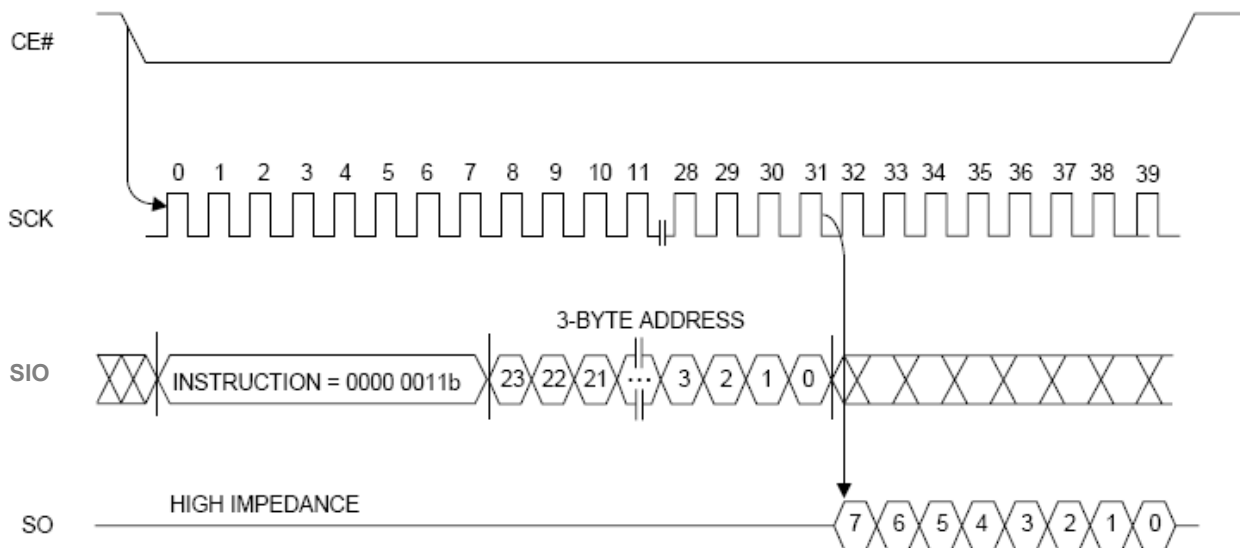 CE#
0 1 2 3 4 5 6 7 8 9 10 11 28 29 30 31 32 33 34 35 36 37 38 39
SCK
3-BYTE ADDRESS
SIO INSTRUCTION = 0000 0011b 23 22 21 ... 3 2 1 0
HIGH IMPEDANCE
SO 7 6 5 4 3 2 1 0